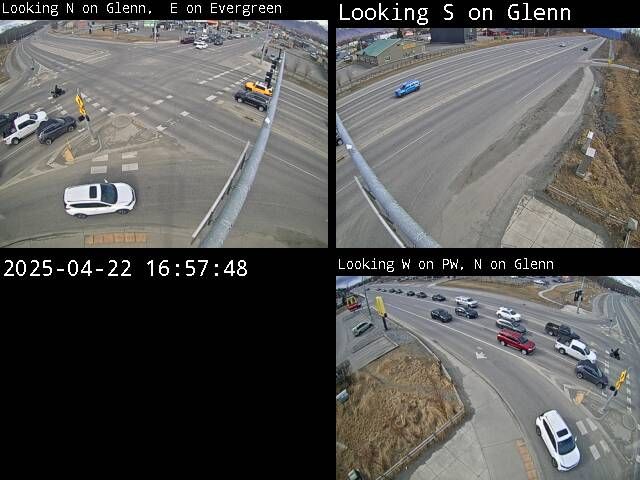 Looking N on Glenn,  E on Evergreen
Looking S on Glenn
2025-04-22 16:57:48
Looking W on PW, N on Glenn